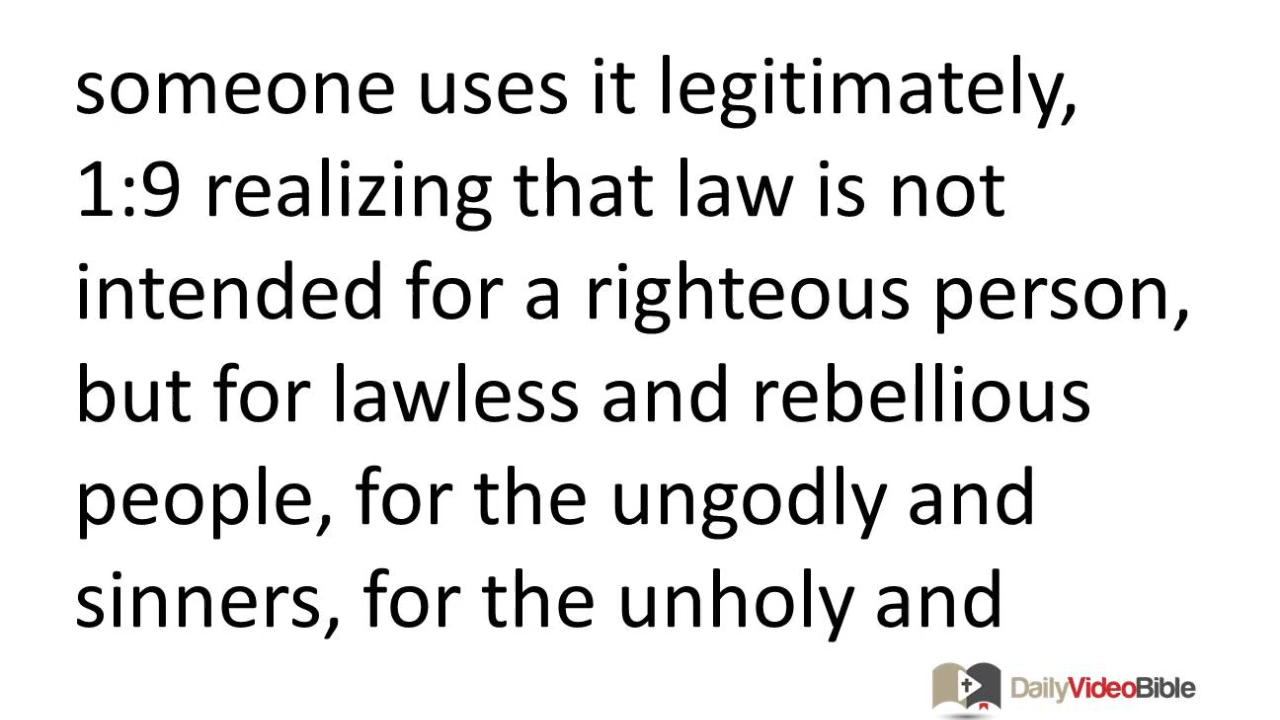 someone uses it legitimately,
1:9 realizing that law is not
intended for a righteous person,
but for lawless and rebellious
people, for the ungodly and
sinners, for the unholy and
DailyVideoBible